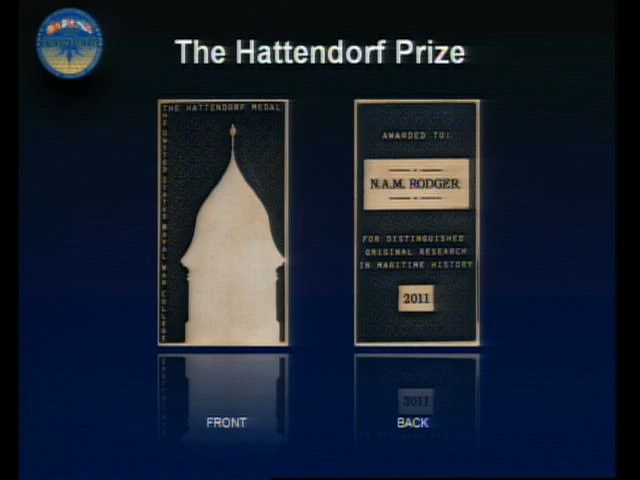 The Hattendorf Prize
THE HATTENDORF MEDAL
THE UNITED STATES NAVAL WAR COLLEGE
AWARDED TO:
N.A.M. RODGER
FOR DISTINGUISHED
ORIGINAL RESEARCH
IN MARITIME HISTORY
2011
FRONT
BACK